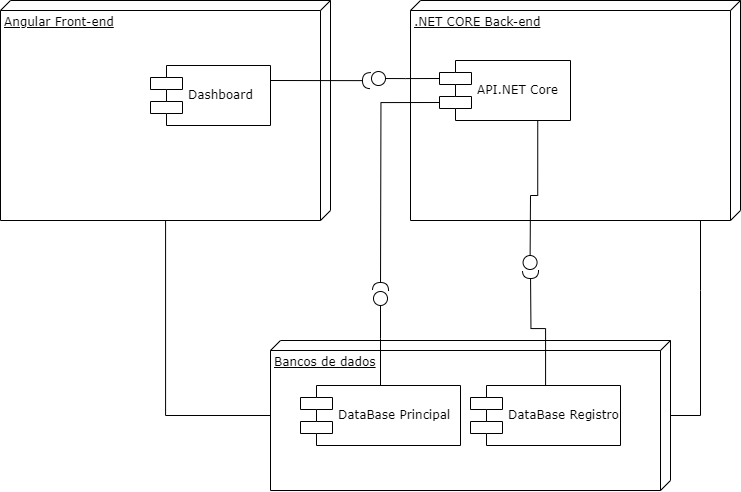 Angular Front-end
.NET CORE Back-end
Dashboard
API.NET Core
Bancos de dados
DataBase Principal
DataBase Registro